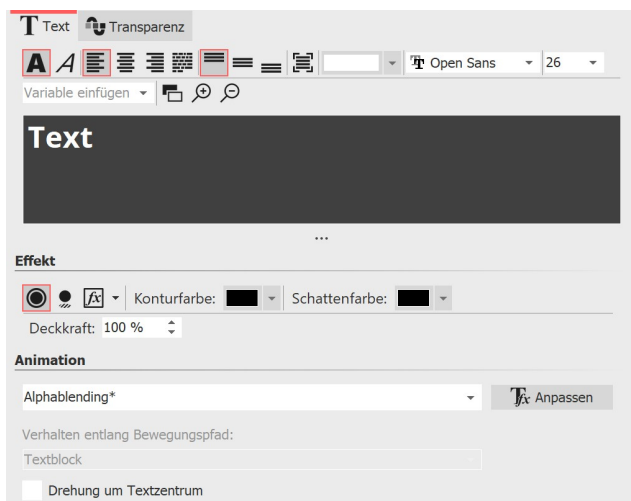 Text Transparenz
Open Sans 26
Variable einfügen
Text
...
Effekt
fx Konturfarbe: Schattenfarbe:
Deckkraft: 100 %
Animation
Alphablending* Anpassen
Verhalten entlang Bewegungspfad:
Textblock
Drehung um Textzentrum